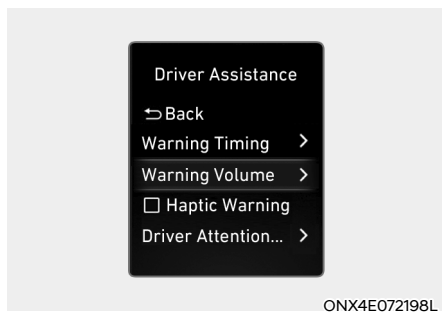 Driver Assistance
Back
Warning Timing
Warning Volume
Haptic Warning
Driver Attention...
ONX4E072198L